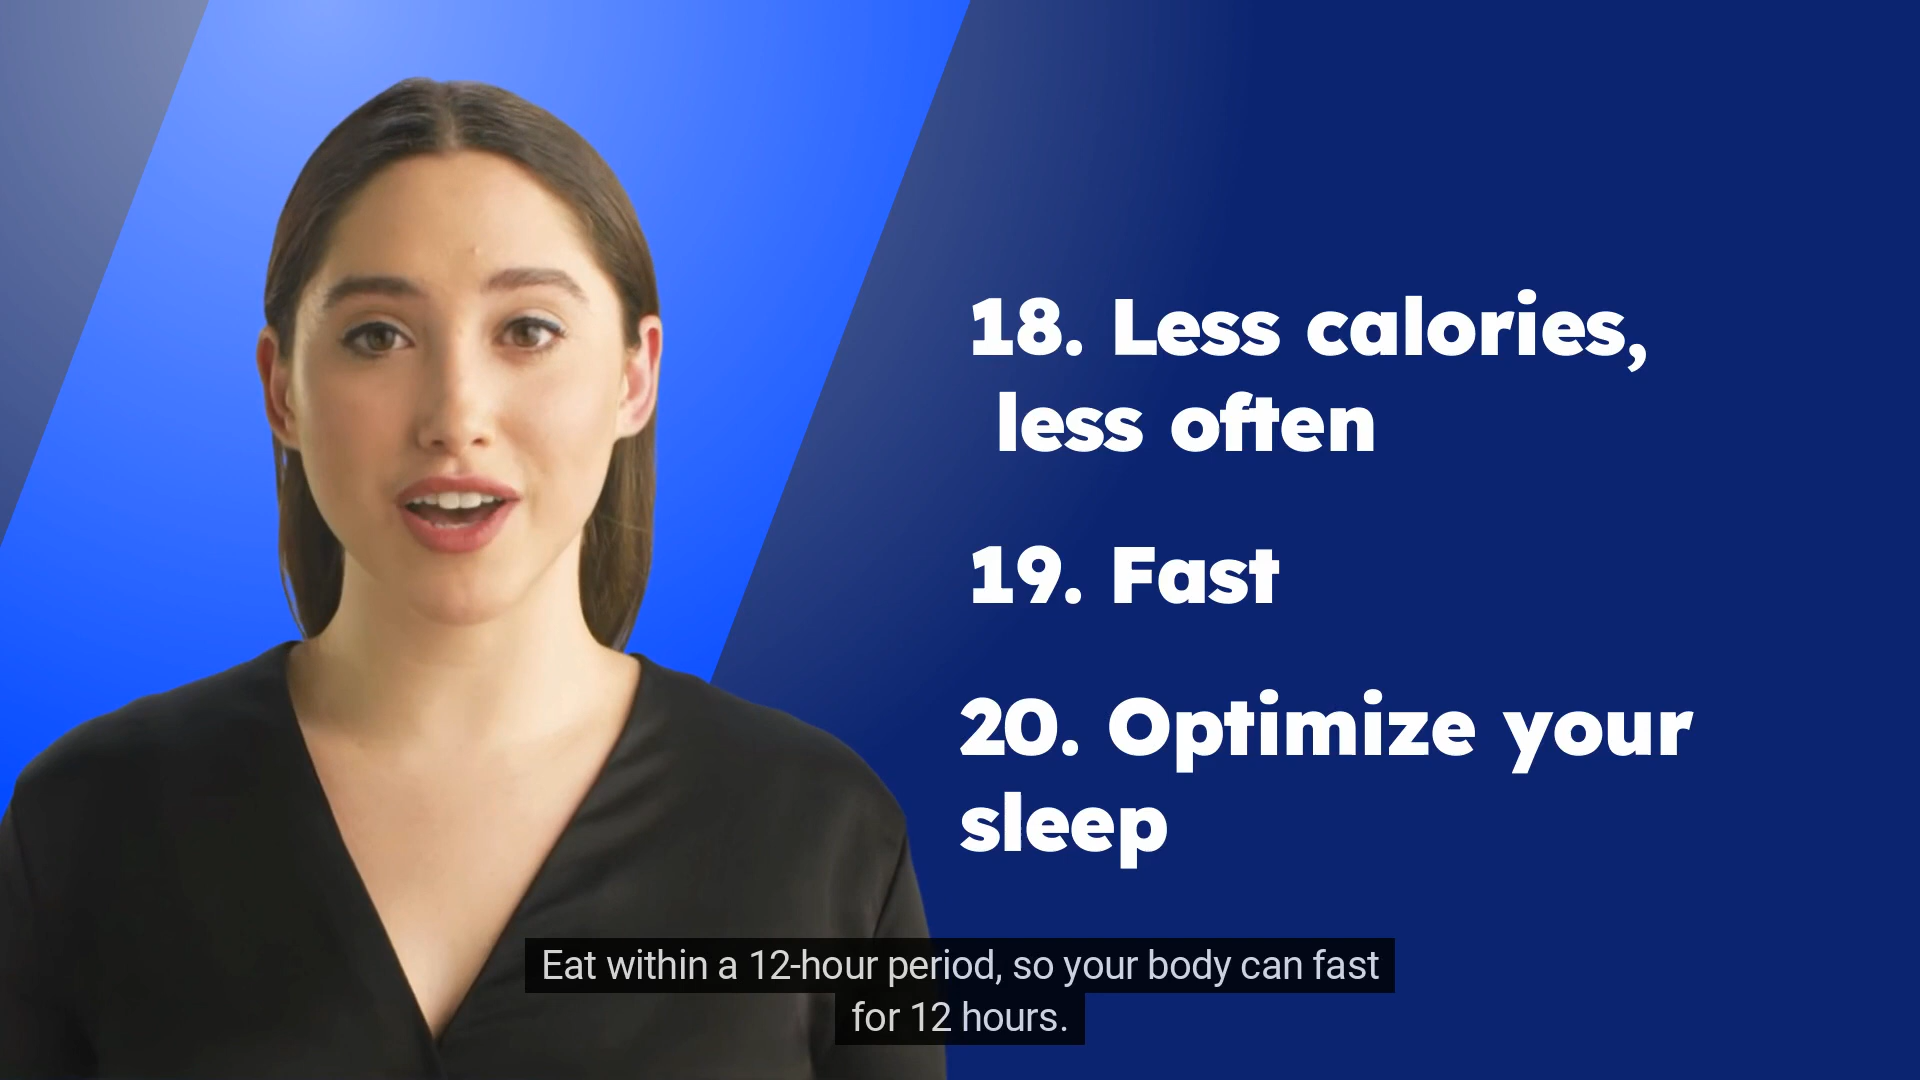 18. Less calories,
less often
19. Fast
20. Optimize your
sleep
Eat within a 12-hour period, so your body can fast
for 12 hours.